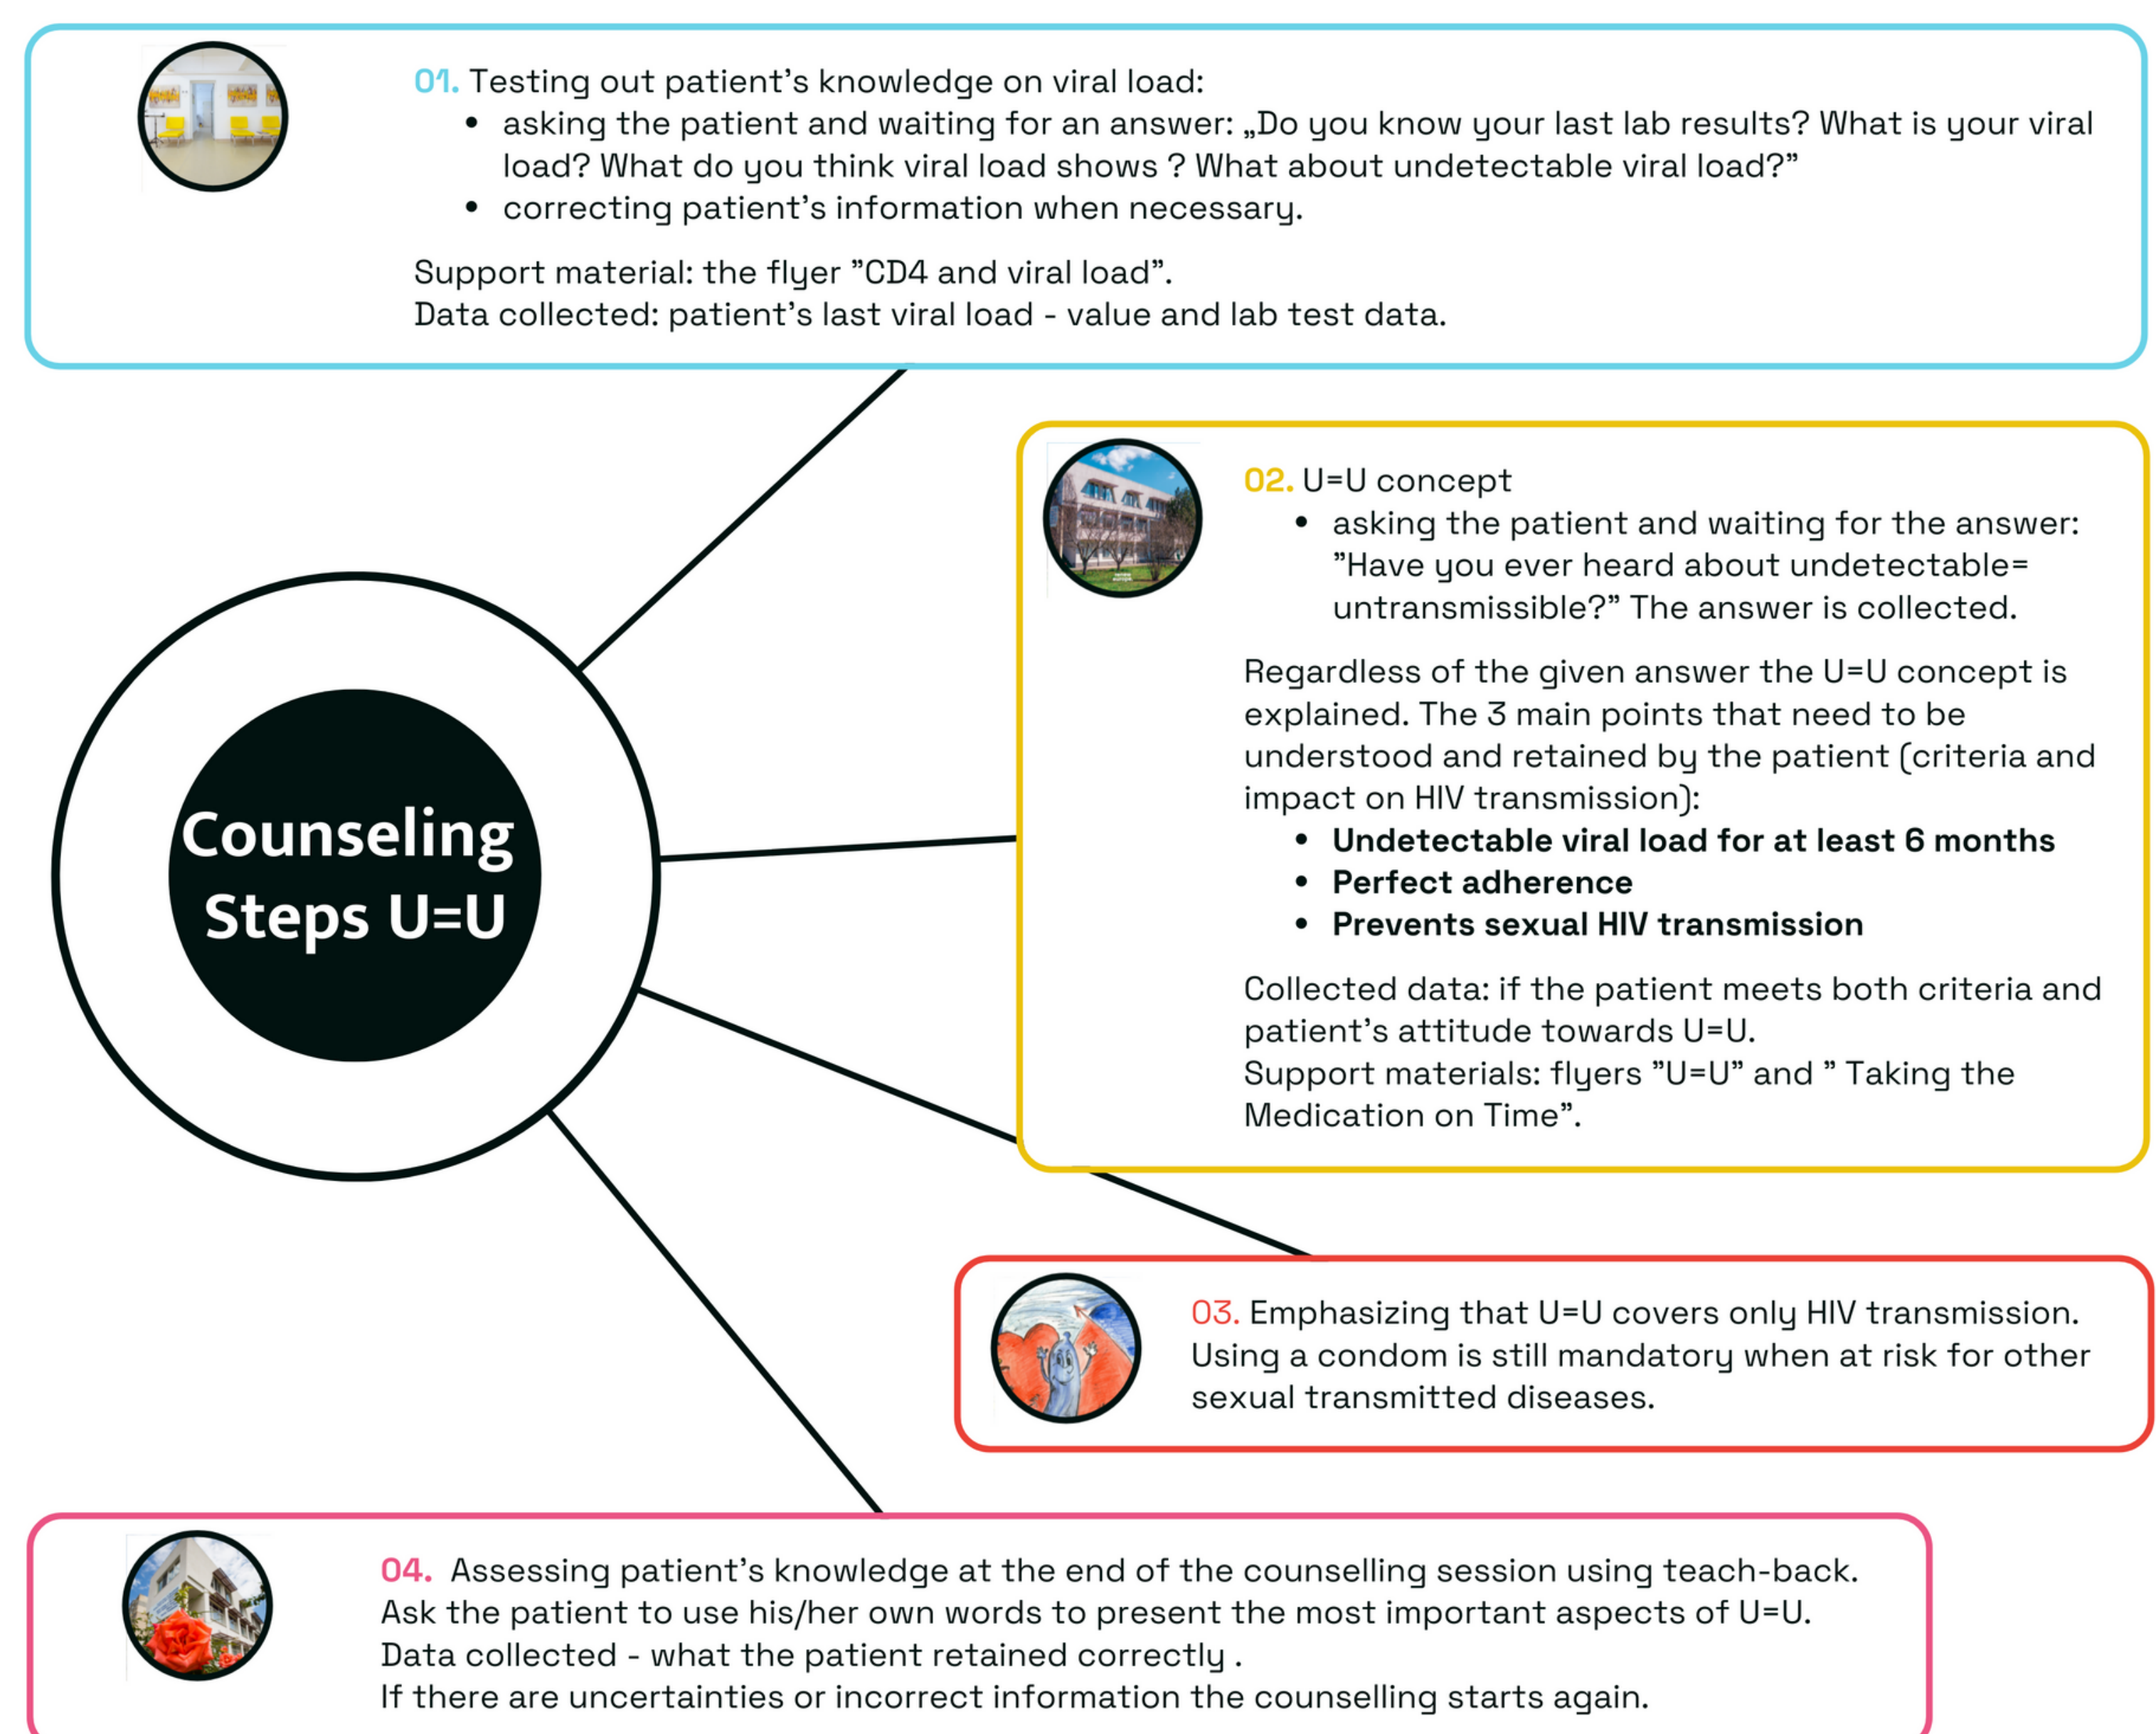 01. Testing out patient's knowledge on viral load:
• asking the patient and waiting for an answer: „Do you know your last lab results? What is your viral
load? What do you think viral load shows ? What about undetectable viral load?”
• correcting patient's information when necessary.
Support material: the flyer ”CD4 and viral load”.
Data collected: patient's last viral load - value and lab test data.
02. U=U concept
• asking the patient and waiting for the answer:
”Have you ever heard about undetectable=
untransmissible?” The answer is collected.
Regardless of the given answer the U=U concept is
explained. The 3 main points that need to be
understood and retained by the patient (criteria and
impact on HIV transmission):
• Undetectable viral load for at least 6 months
• Perfect adherence
• Prevents sexual HIV transmission
Collected data: if the patient meets both criteria and
patient's attitude towards U=U.
Support materials: flyers ”U=U” and ” Taking the
Medication on Time”.
Counseling
Steps U=U
03. Emphasizing that U=U covers only HIV transmission.
Using a condom is still mandatory when at risk for other
sexual transmitted diseases.
04. Assessing patient's knowledge at the end of the counselling session using teach-back.
Ask the patient to use his/her own words to present the most important aspects of U=U.
Data collected - what the patient retained correctly .
If there are uncertainties or incorrect information the counselling starts again.